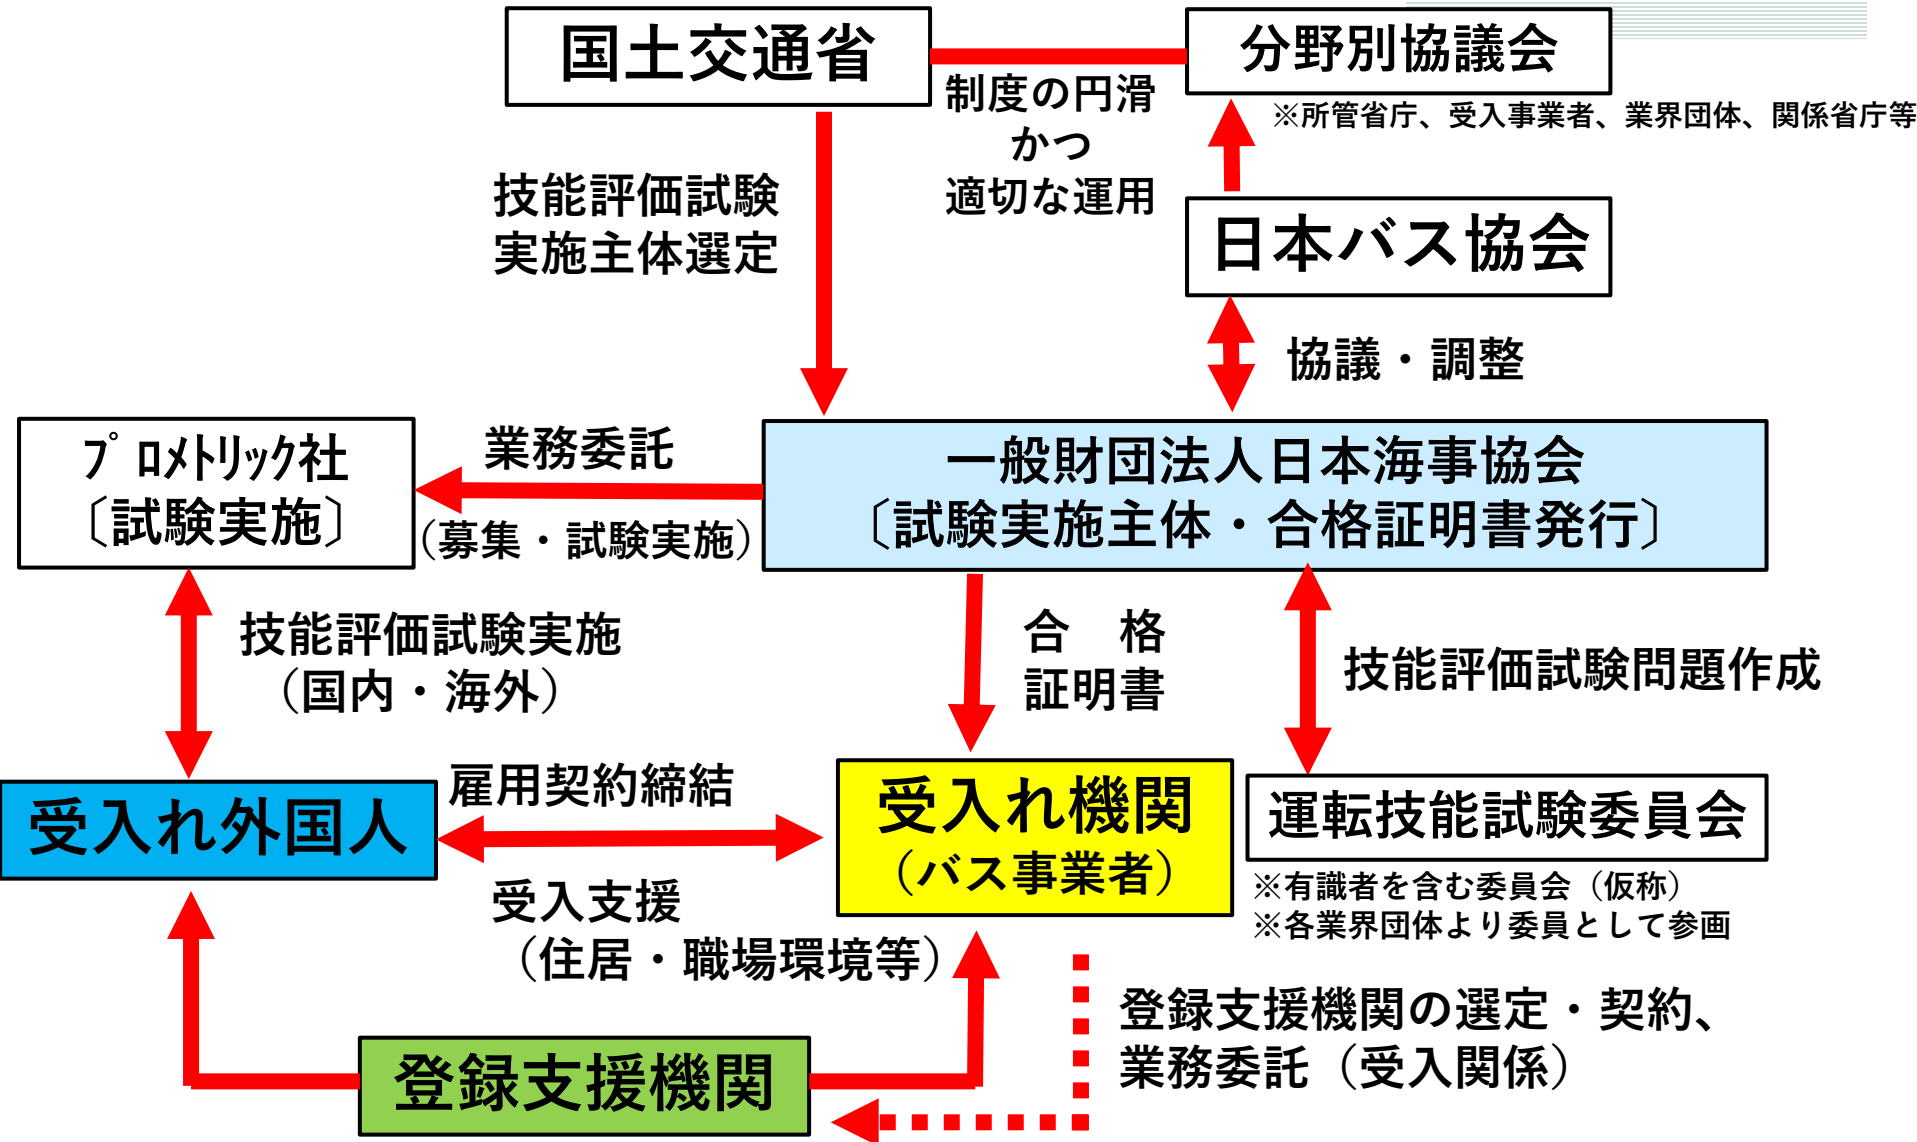 国土交通省
分野別協議会
※所管省庁、受入事業者、業界団体、関係省庁等
制度の円滑
かつ
適切な運用
技能評価試験
実施主体選定
日本バス協会
協議・調整
ﾌﾟﾛﾒﾄﾘｯｸ社
〔試験実施〕
業務委託
（募集・試験実施）
一般財団法人日本海事協会
〔試験実施主体・合格証明書発行〕
技能評価試験実施
（国内・海外）
合　格
証明書
技能評価試験問題作成
受入れ外国人
雇用契約締結
受入れ機関
（バス事業者）
運転技能試験委員会
※有識者を含む委員会（仮称）
※各業界団体より委員として参画
受入支援
（住居・職場環境等）
登録支援機関
登録支援機関の選定・契約、
業務委託（受入関係）